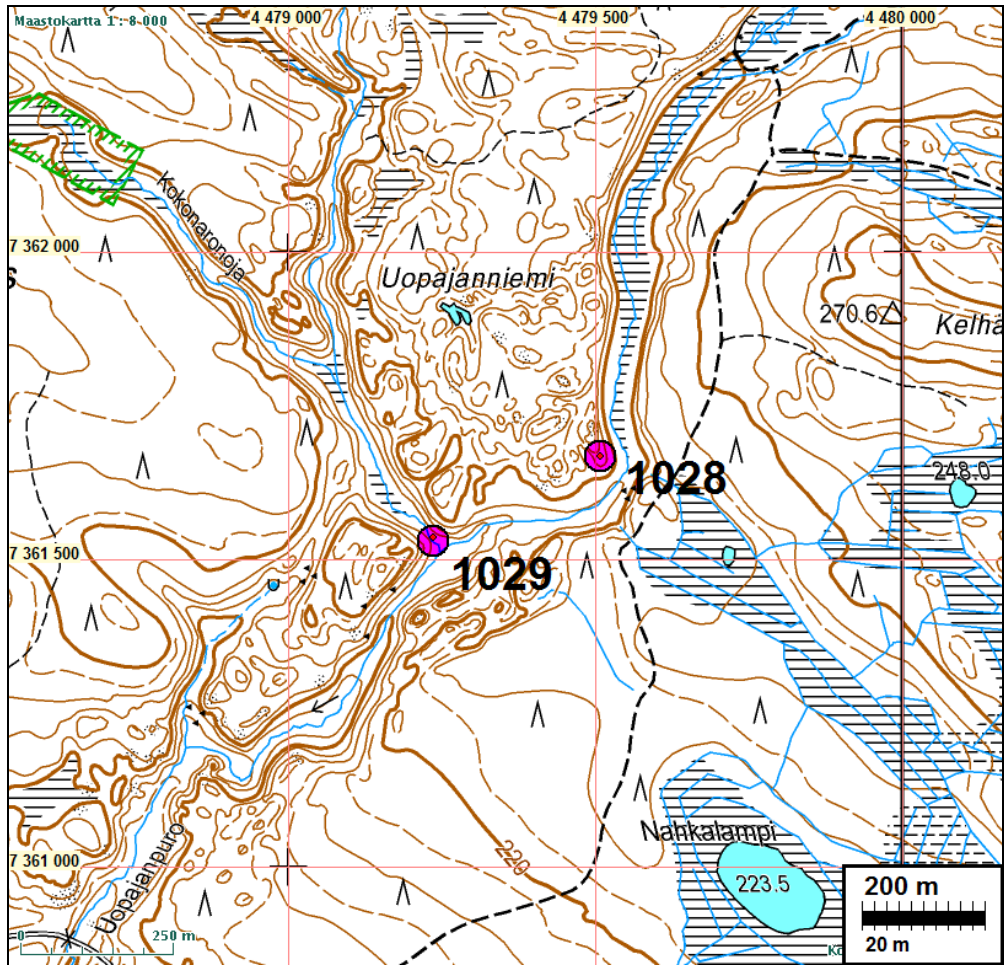 Maastokartta 1 : 8 000
4 479 000
4 479 500
4 480 000
Kokonaronoja
7 362 000
Uopajanniemi
270.6
Kelha
1028
248.0
7 361 500
1029
Nahkalampi
7 361 000
220
223.5
Uopajanpuro
200 m
20 m
0
250 m